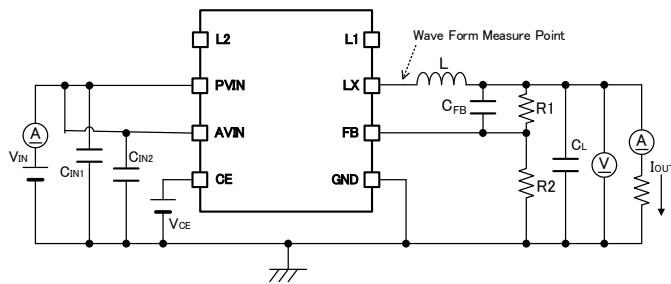 L2
L1
Wave Form Measure Point
PVIN
LX
L
AVIN
FB
CFB
R1
A
VIN
CIN1
CIN2
CL
V
A
IOUT
CE
GND
R2
VCE